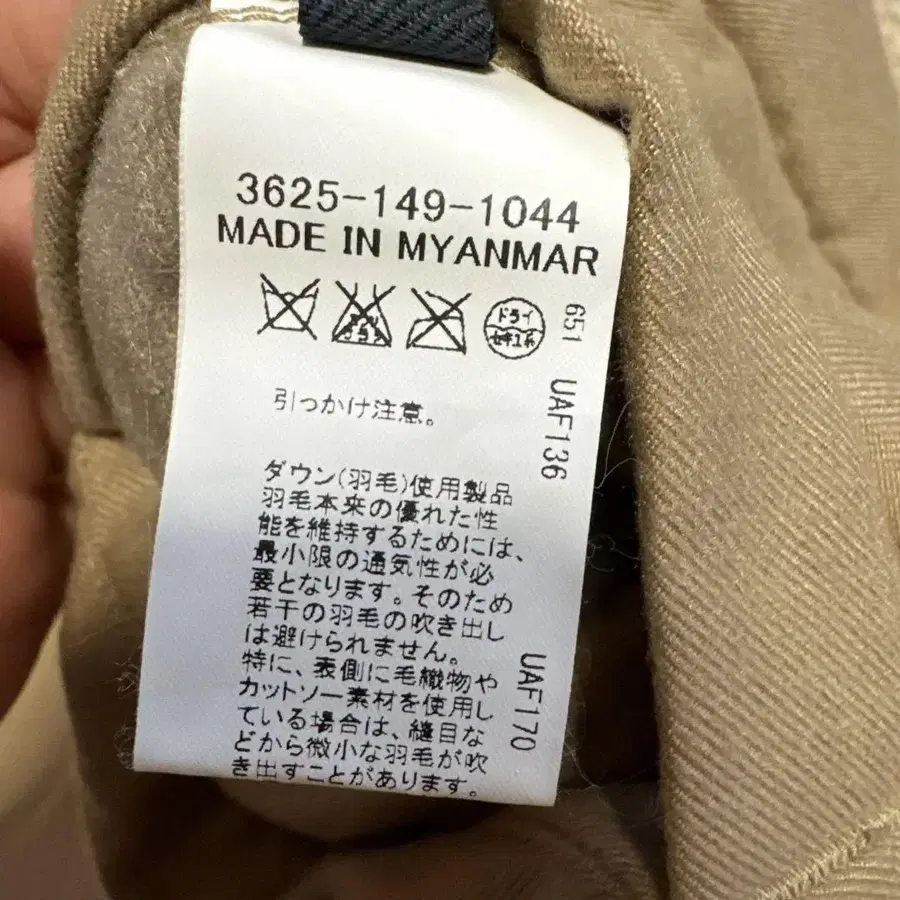 3625-149-1044
MADE IN MYANMAR
ドライ
セキユ系
引っかけ注意。
ダウン(羽毛)使用製品
羽毛本来の優れた性
能を維持するためには、
最小限の通気性が必
要となります。そのため
若干の羽毛の吹き出し
は避けられません。
特に、表側に毛織物や
カットソー素材を使用し
ている場合は、縫目な
どから微小な羽毛が吹
き出すことがあります。
651 UAF136
UAF170